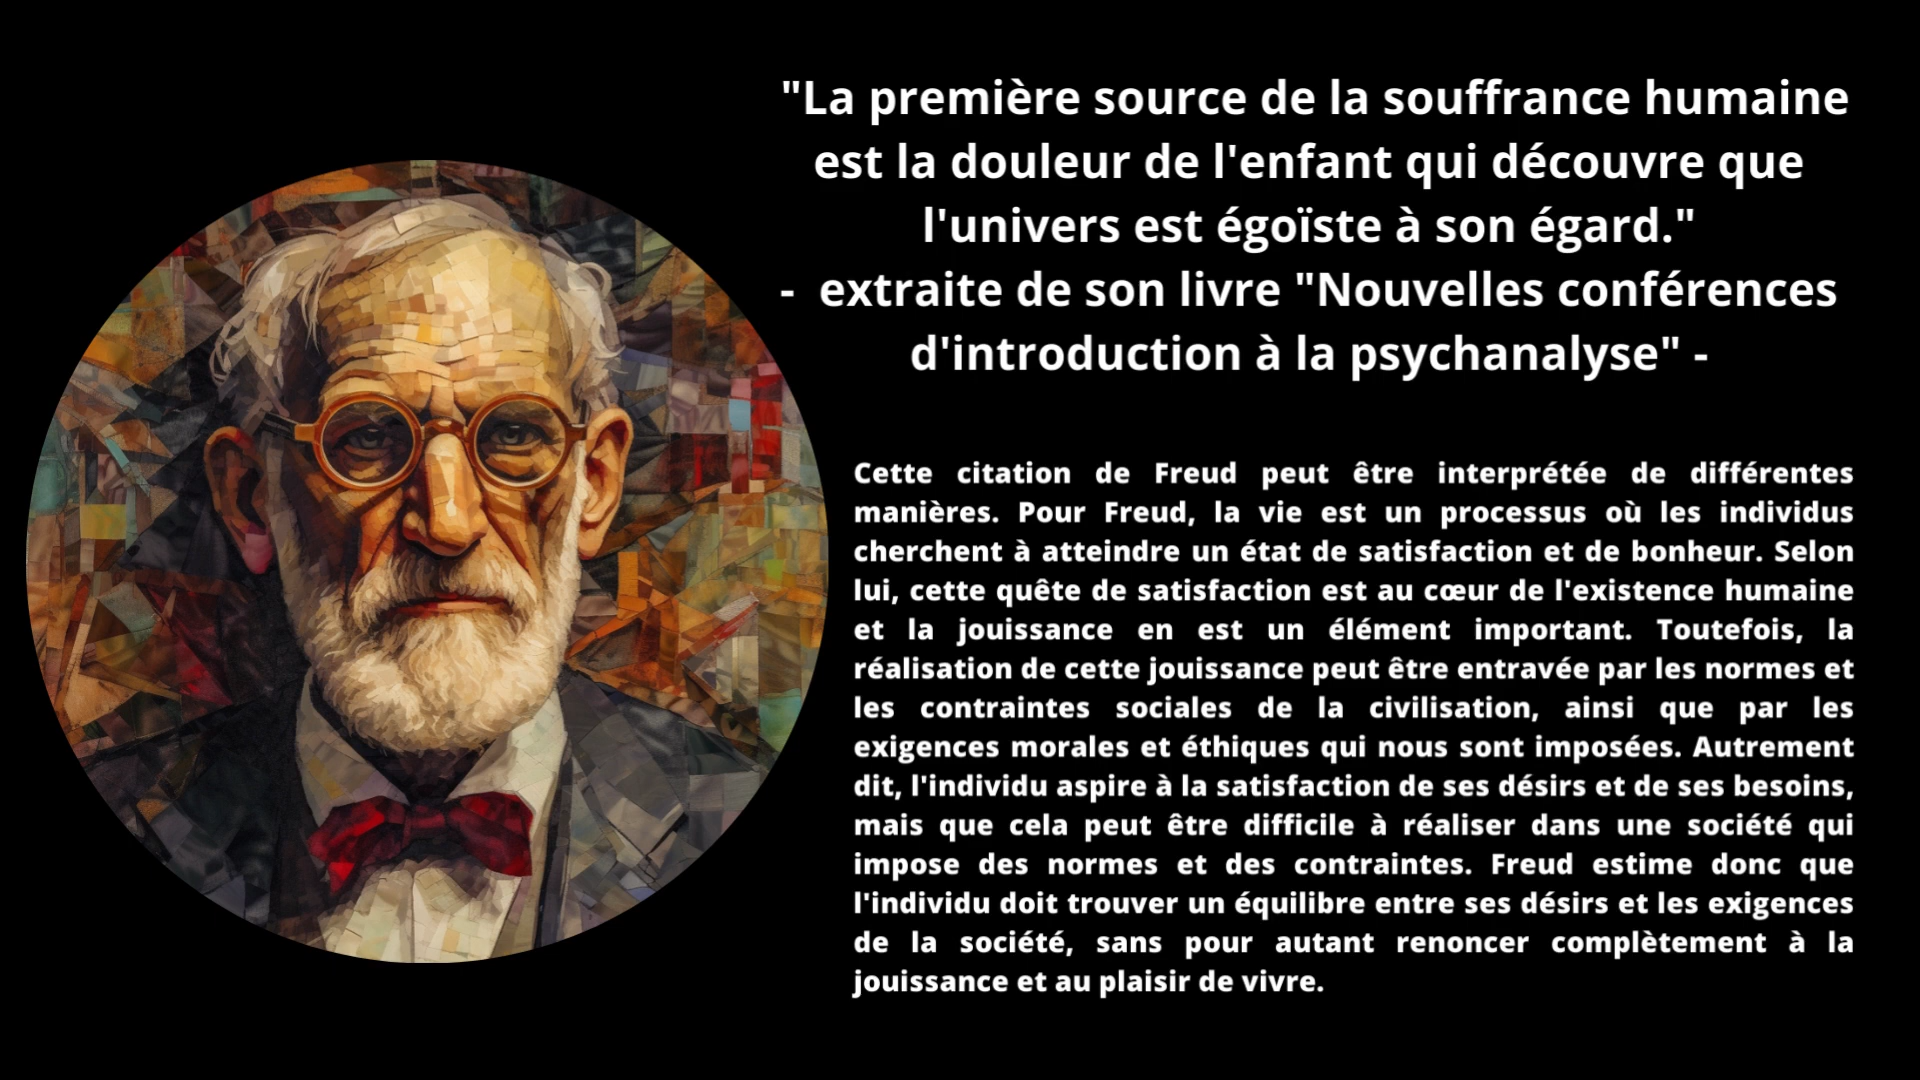 "La première source de la souffrance humaine
est la douleur de l'enfant qui découvre que
l'univers est égoïste à son égard."
- extraite de son livre "Nouvelles conférences
d'introduction à la psychanalyse" -
Cette citation de Freud peut être interprétée de différentes
manières. Pour Freud, la vie est un processus où les individus
cherchent à atteindre un état de satisfaction et de bonheur. Selon
lui, cette quête de satisfaction est au cœur de l'existence humaine
et la jouissance en est un élément important. Toutefois, la
réalisation de cette jouissance peut être entravée par les normes et
les contraintes sociales de la civilisation, ainsi que par les
exigences morales et éthiques qui nous sont imposées. Autrement
dit, l'individu aspire à la satisfaction de ses désirs et de ses besoins,
mais que cela peut être difficile à réaliser dans une société qui
impose des normes et des contraintes. Freud estime donc que
l'individu doit trouver un équilibre entre ses désirs et les exigences
de la société, sans pour autant renoncer complètement à la
jouissance et au plaisir de vivre.